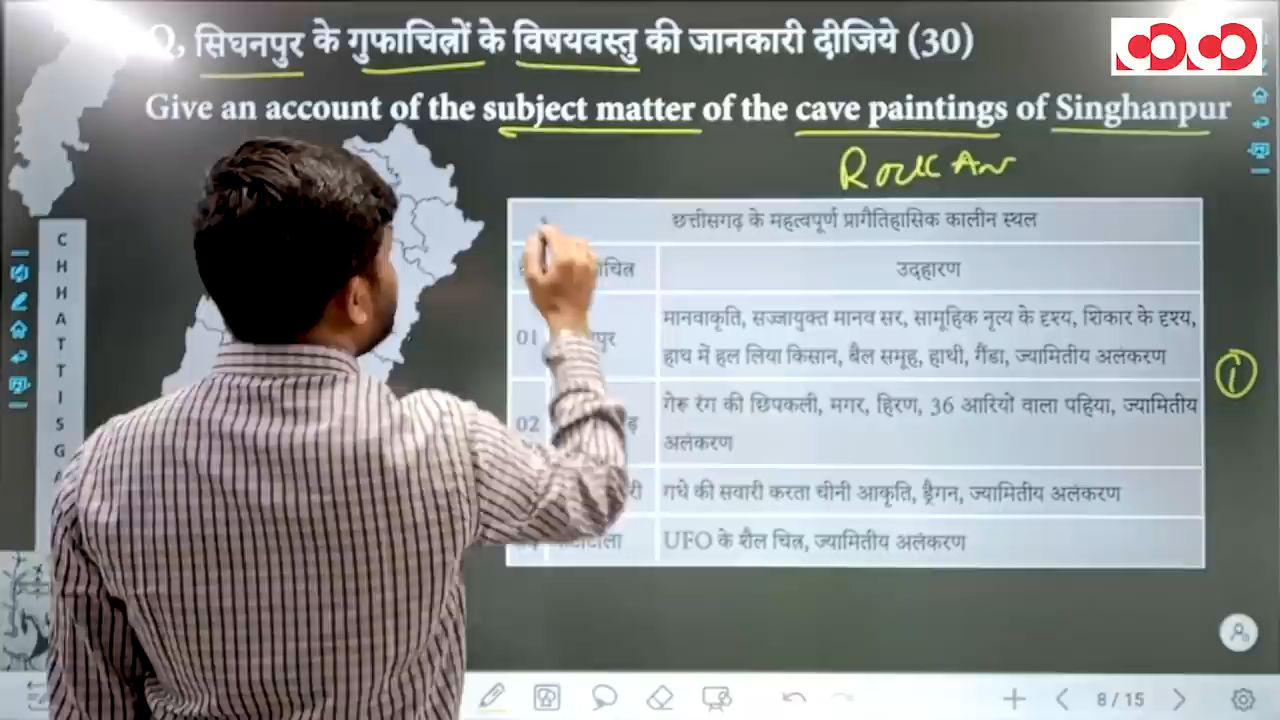 Q, सिघनपुर के गुफाचित्रों के विषयवस्तु की जानकारी दीजिये (30)
Give an account of the subject matter of the cave paintings of Singhanpur
Rock Art
छत्तीसगढ़ के महत्वपूर्ण प्रागैतिहासिक कालीन स्थल
उदहारण
01
मानवाकृति, सज्जायुक्त मानव सर, सामूहिक नृत्य के दृश्य, शिकार के दृश्य,
हाथ में हल लिया किसान, बैल समूह, हाथी, गैंडा, ज्यामितीय अलंकरण
1
02
गेरू रंग की छिपकली, मगर, हिरण, 36 आरियों वाला पहिया, ज्यामितीय
अलंकरण
गधे की सवारी करता चीनी आकृति, ड्रैगन, ज्यामितीय अलंकरण
UFO के शैल चित्र, ज्यामितीय अलंकरण
C
H
H
A
T
T
I
S
G
8 / 15